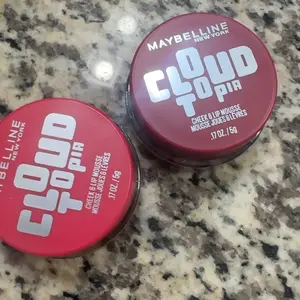 MAYBELLINE
NEW YORK
CLOUD
TOPIA
CHEEK & LIP MOUSSE
MOUSSE JOUES & LÈVRES
.17 OZ. / 5g
MAYBELLINE
NEW YORK
CLOUD
TOPIA
CHEEK & LIP MOUSSE
MOUSSE JOUES & LÈVRES
.17 OZ. / 5g